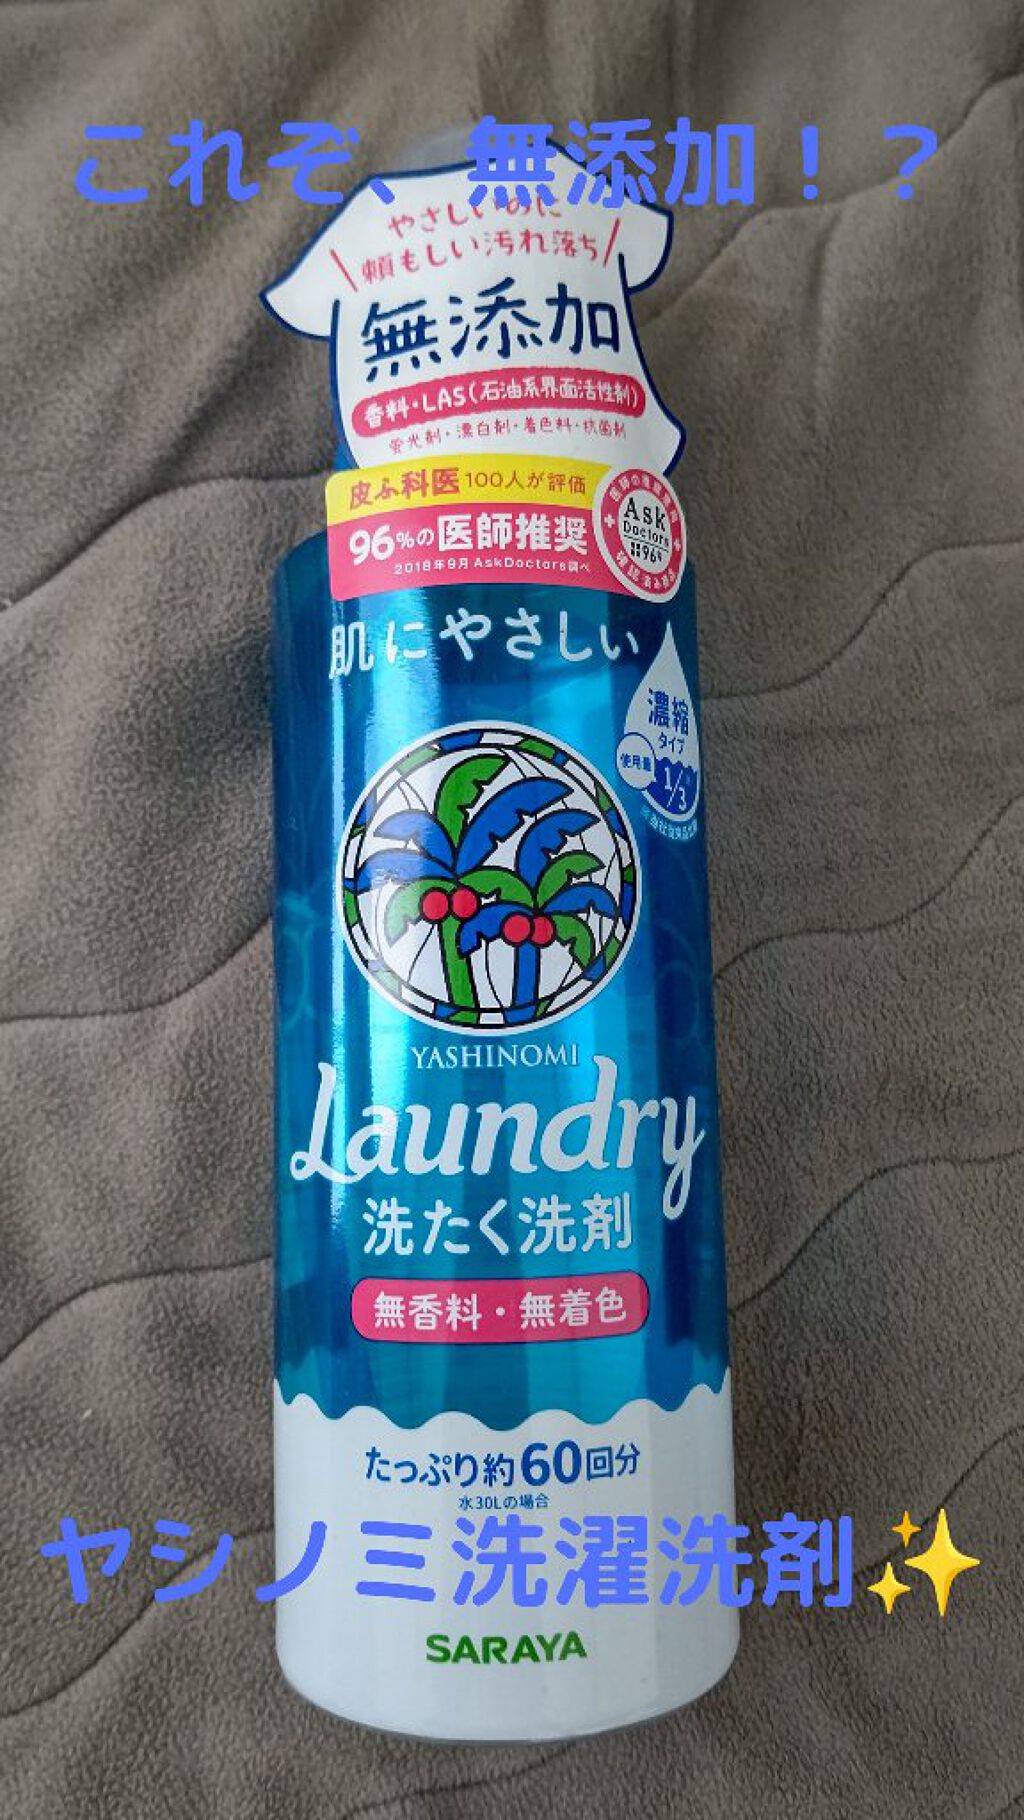 これぞ、無添加！？
やさしいのに
頼もしい汚れ落ち
無添加
香料・LAS(石油系界面活性剤)
蛍光剤・漂白剤・着色料・抗菌剤
皮ふ科医100人が評価
96%の医師推奨
2018年9月 AskDoctors調べ
Ask
Doctors
96%
肌にやさしい
濃縮
タイプ
使用量
1/3
YASHINOMI
Laundry
洗たく洗剤
無香料・無着色
たっぷり約60回分
水30Lの場合
ヤシノミ洗濯洗剤✨
SARAYA